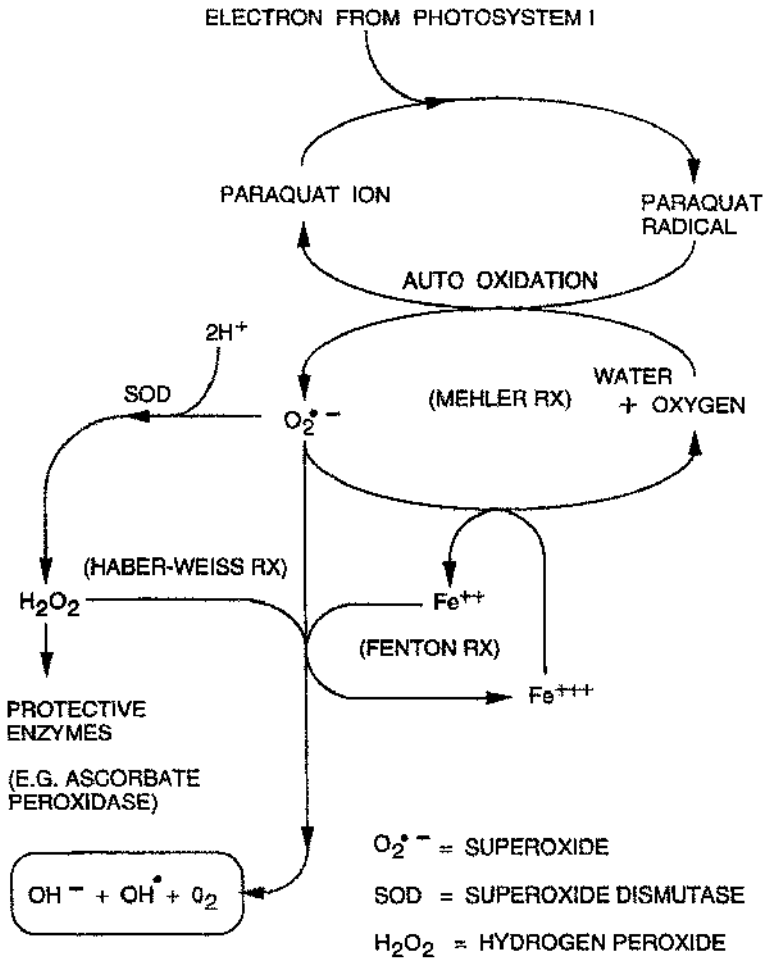 ELECTRON FROM PHOTOSYSTEM I
PARAQUAT ION
PARAQUAT
RADICAL
AUTO OXIDATION
2H⁺
SOD
O₂•⁻
(MEHLER RX)
WATER
+ OXYGEN
(HABER-WEISS RX)
H₂O₂
Fe⁺⁺
(FENTON RX)
Fe⁺⁺⁺
PROTECTIVE
ENZYMES
(E.G. ASCORBATE
PEROXIDASE)
OH⁻ + OH• + O₂
O₂•⁻ = SUPEROXIDE
SOD = SUPEROXIDE DISMUTASE
H₂O₂ = HYDROGEN PEROXIDE